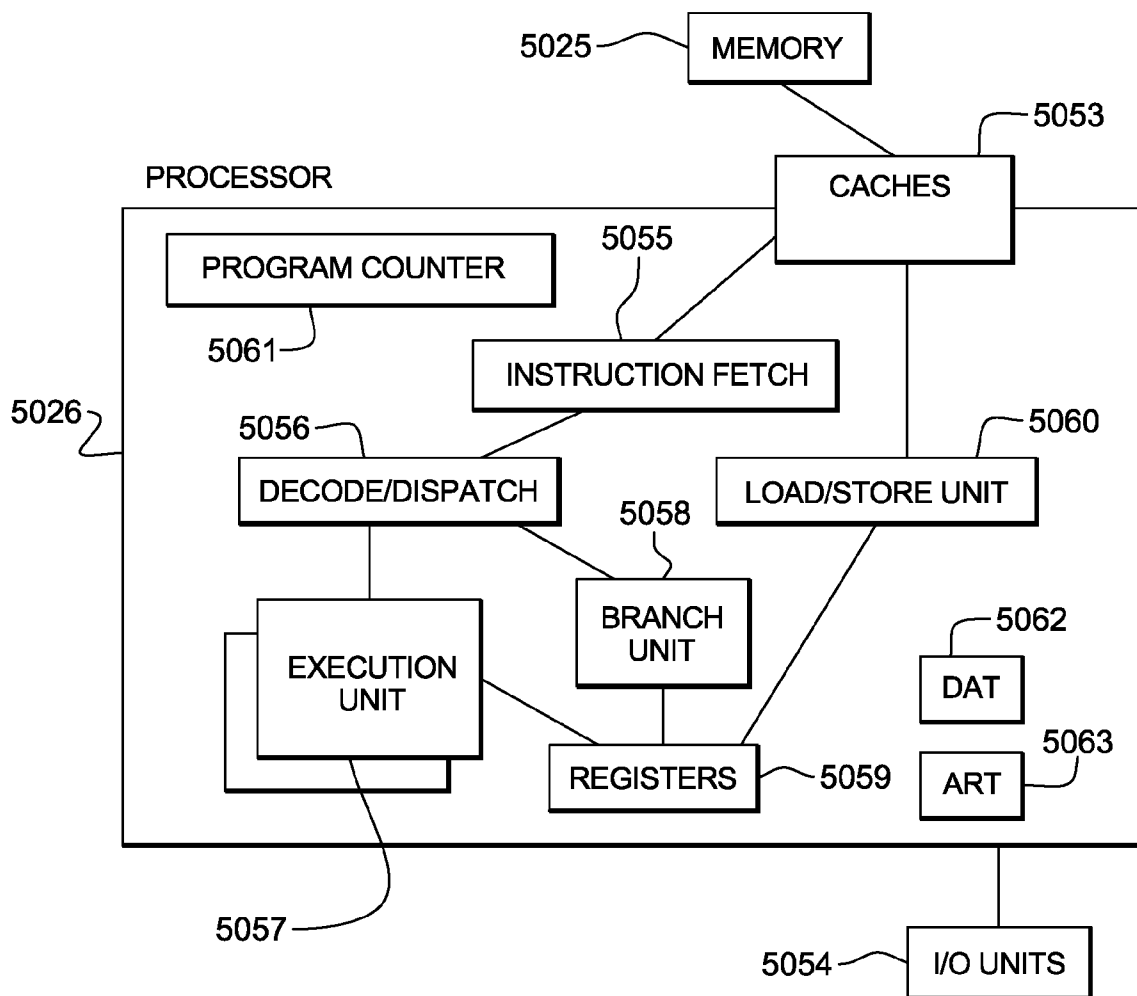 5025
MEMORY
5053
CACHES
PROCESSOR
PROGRAM COUNTER
5061
5055
INSTRUCTION FETCH
5026
5056
DECODE/DISPATCH
5060
LOAD/STORE UNIT
5058
BRANCH
UNIT
EXECUTION
UNIT
5062
DAT
5063
ART
REGISTERS
5059
5057
5054
I/O UNITS